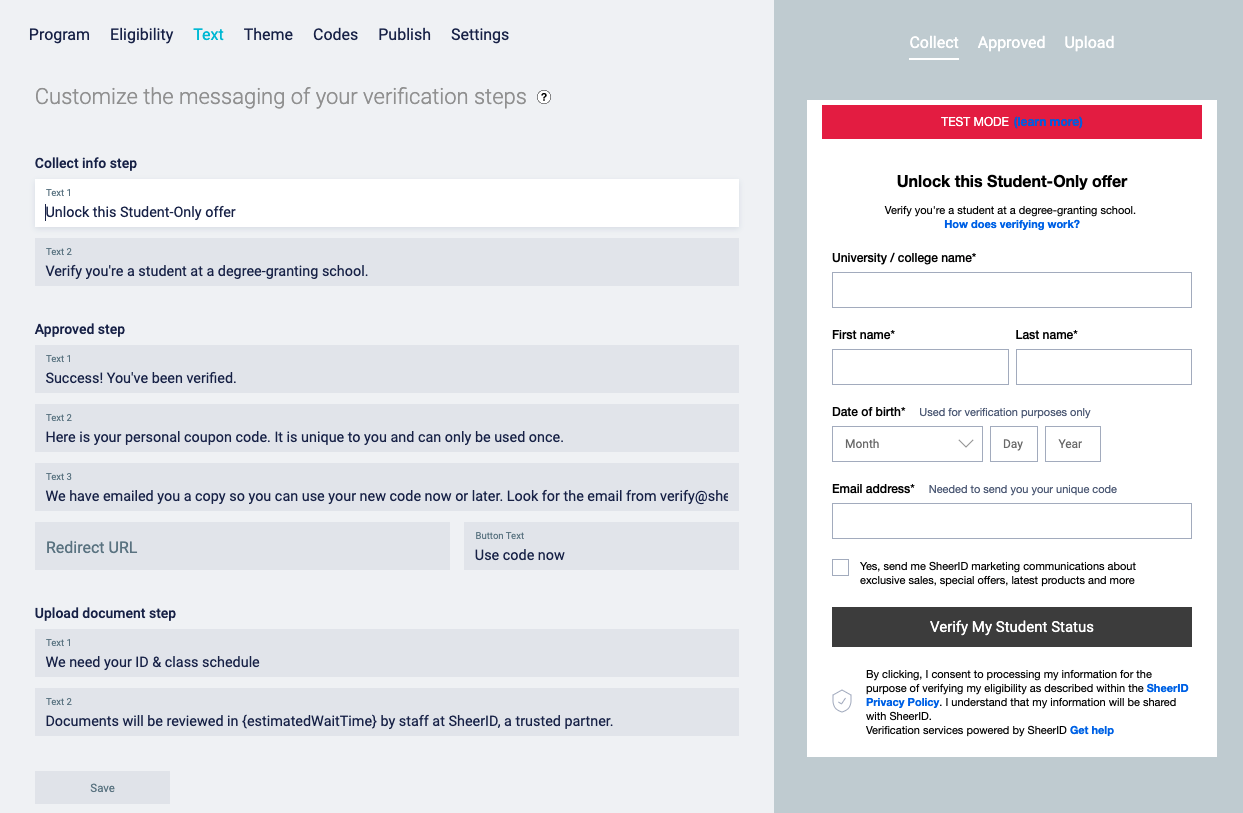 Program Eligibility Text Theme Codes Publish Settings
Customize the messaging of your verification steps ?
Collect info step
Text 1
Unlock this Student-Only offer
Text 2
Verify you're a student at a degree-granting school.
Approved step
Text 1
Success! You've been verified.
Text 2
Here is your personal coupon code. It is unique to you and can only be used once.
Text 3
We have emailed you a copy so you can use your new code now or later. Look for the email from verify@she
Redirect URL
Button Text
Use code now
Upload document step
Text 1
We need your ID & class schedule
Text 2
Documents will be reviewed in {estimatedWaitTime} by staff at SheerID, a trusted partner.
Save
Collect Approved Upload
TEST MODE (learn more)
Unlock this Student-Only offer
Verify you're a student at a degree-granting school.
How does verifying work?
University / college name*
First name* Last name*
Date of birth* Used for verification purposes only
Month Day Year
Email address* Needed to send you your unique code
Yes, send me SheerID marketing communications about
exclusive sales, special offers, latest products and more
Verify My Student Status
By clicking, I consent to processing my information for the
purpose of verifying my eligibility as described within the SheerID
Privacy Policy. I understand that my information will be shared
with SheerID.
Verification services powered by SheerID Get help